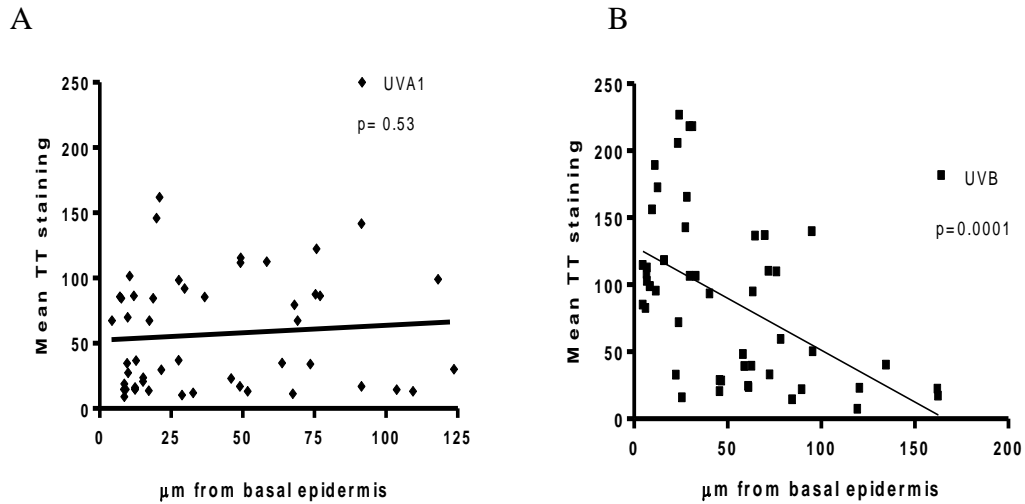 A
Mean TT staining
250
200
150
100
50
0
0 25 50 75 100 125
µm from basal epidermis
UVA1
p= 0.53
B
Mean TT staining
250
200
150
100
50
0
0 50 100 150 200
µm from basal epidermis
UVB
p=0.0001